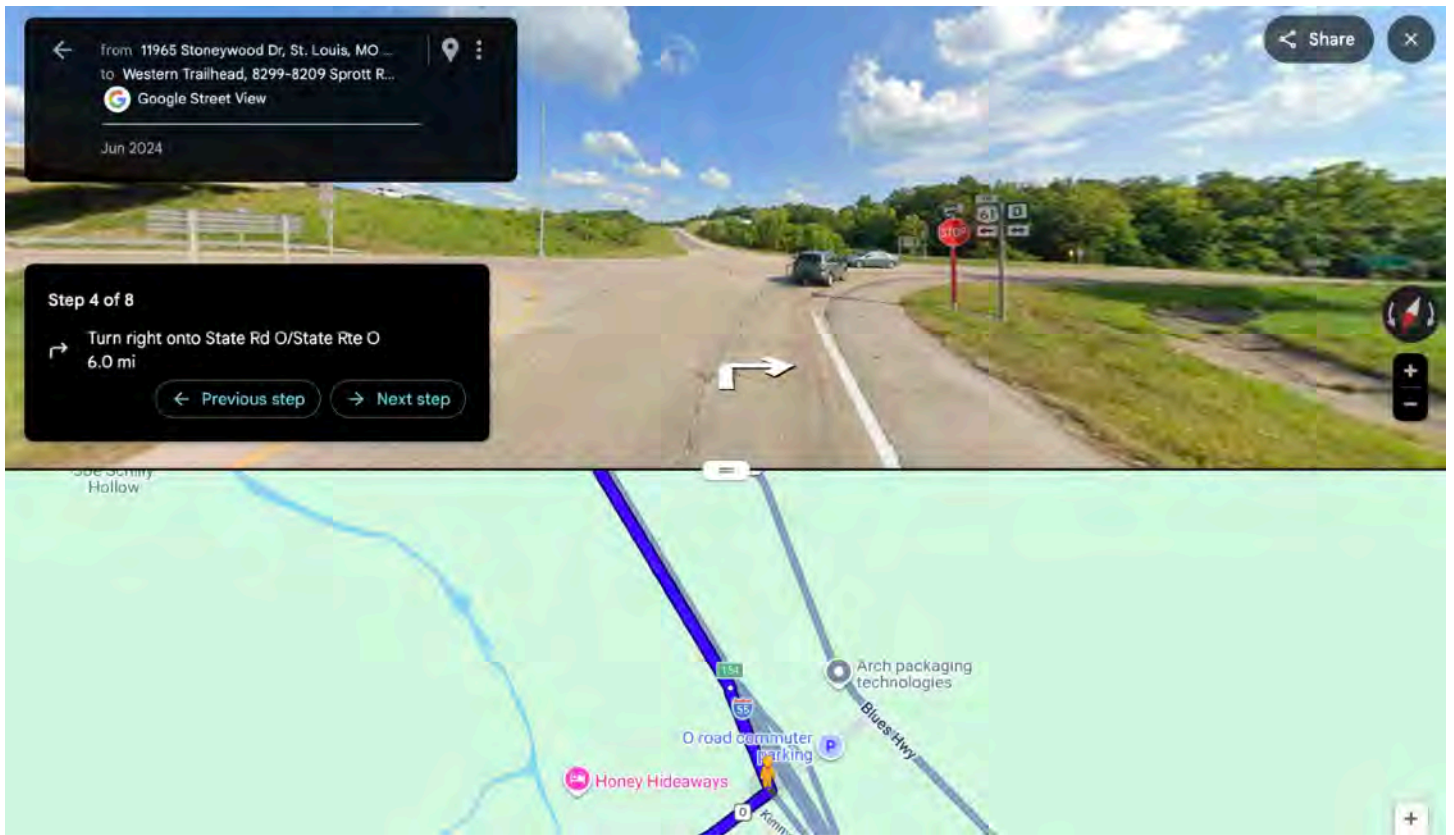 from 11965 Stoneywood Dr, St. Louis, MO ...
to Western Trailhead, 8299-8209 Sprott R...
Google Street View
Jun 2024
Share
61
O
STOP
Step 4 of 8
Turn right onto State Rd O/State Rte O
6.0 mi
Previous step
Next step
Hollow
Arch packaging
technologies
154
55
Blues Hwy
O road commuter
parking
P
Honey Hideaways
O